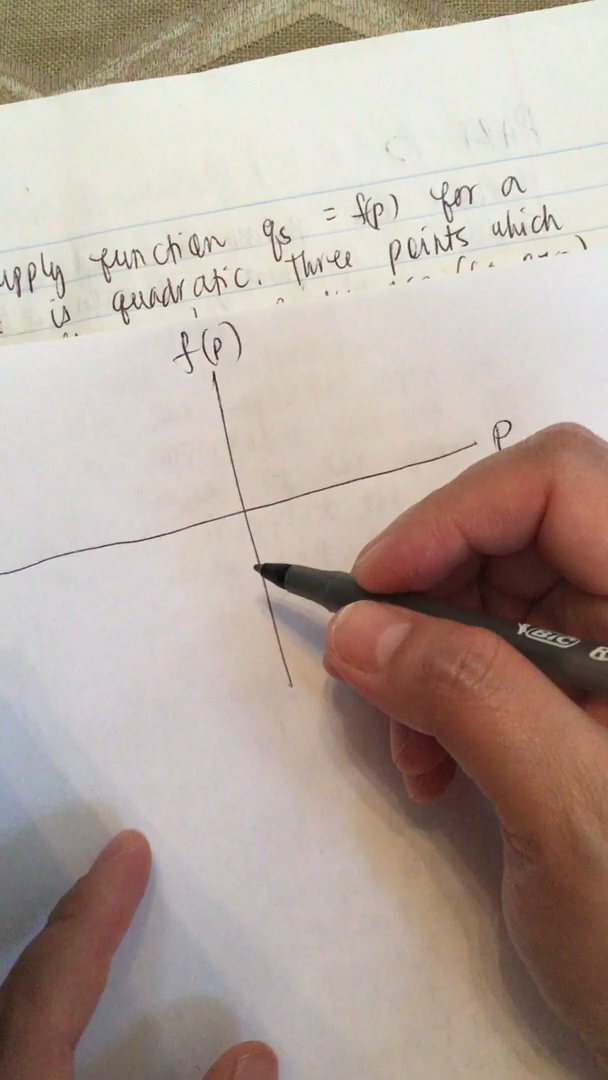 upply function qs = f(p) for a
is quadratic. Three points which
f(p)
P
BIC